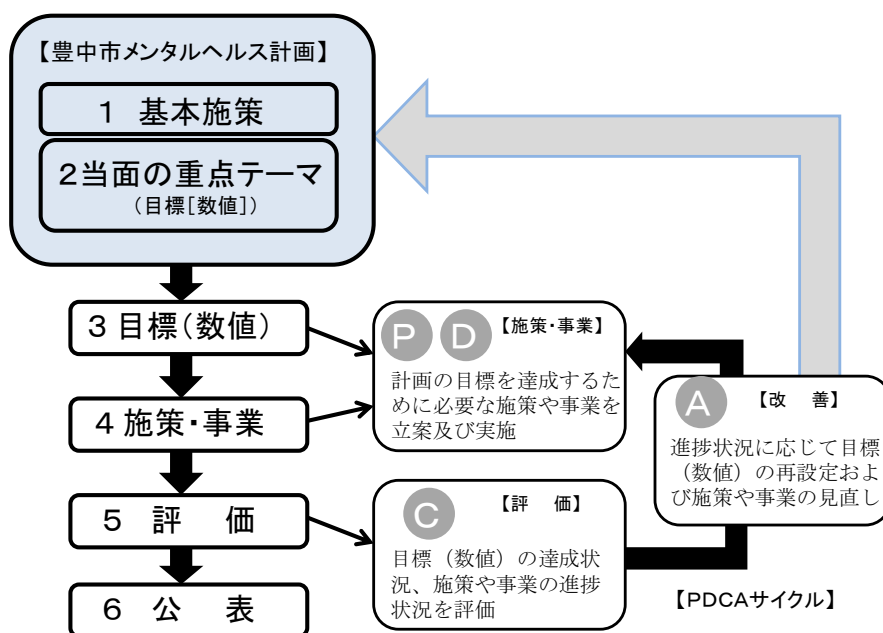 【豊中市メンタルヘルス計画】
1 基本施策
2当面の重点テーマ
（目標［数値］）
3 目標（数値）
4 施策・事業
5 評 価
6 公 表
P D 【施策・事業】
計画の目標を達成するた
めに必要な施策や事業を
立案及び実施
A 【改 善】
進捗状況に応じて目標
（数値）の再設定およ
び施策や事業の見直し
C 【評 価】
目標（数値）の達成状
況、施策や事業の進捗
状況を評価
【PDCAサイクル】